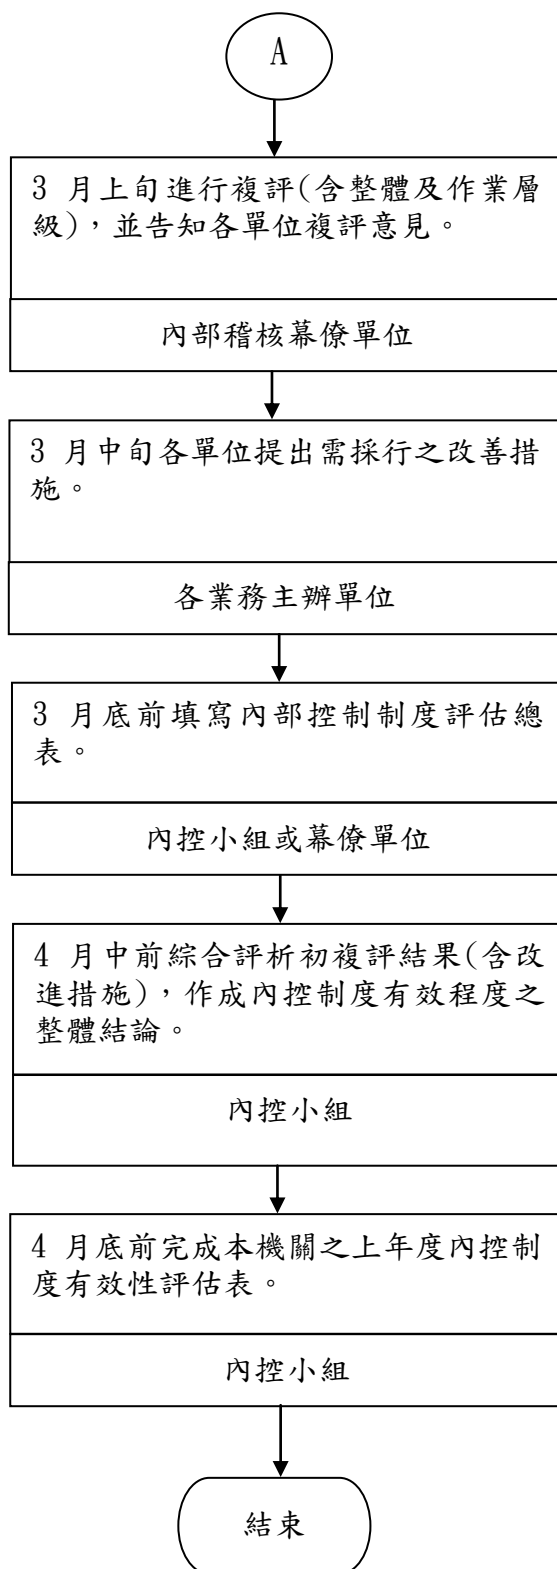 A
3 月上旬進行複評(含整體及作業層
級)，並告知各單位複評意見。
內部稽核幕僚單位
3 月中旬各單位提出需採行之改善措
施。
各業務主辦單位
3 月底前填寫內部控制制度評估總
表。
內控小組或幕僚單位
4 月中前綜合評析初複評結果(含改
進措施)，作成內控制度有效程度之
整體結論。
內控小組
4 月底前完成本機關之上年度內控制
度有效性評估表。
內控小組
結束